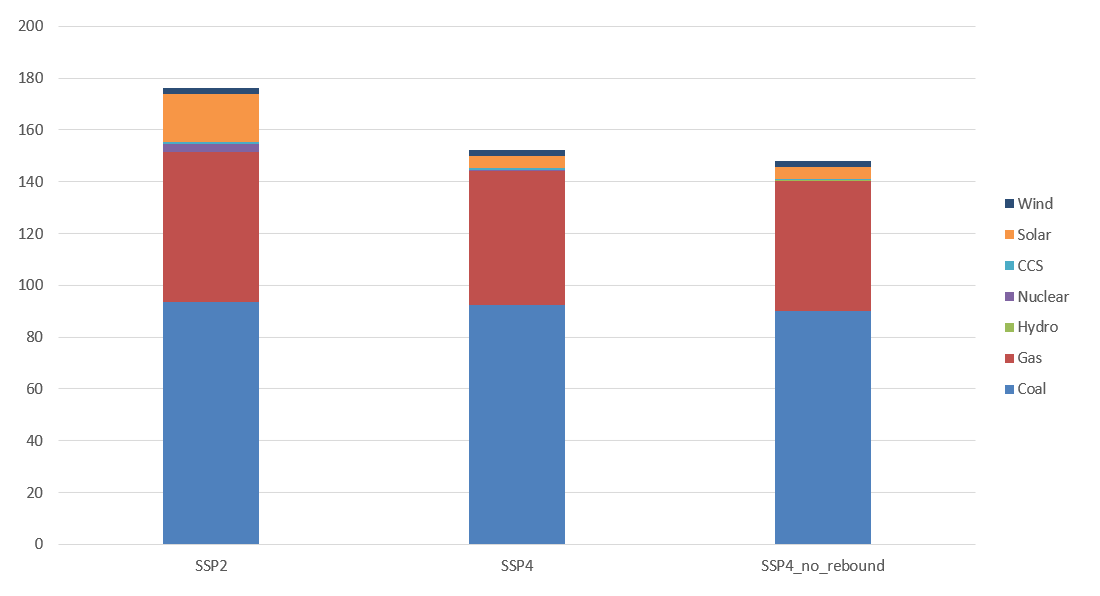 200
180
160
140
120
100
80
60
40
20
0
SSP2
SSP4
SSP4_no_rebound
Wind
Solar
CCS
Nuclear
Hydro
Gas
Coal